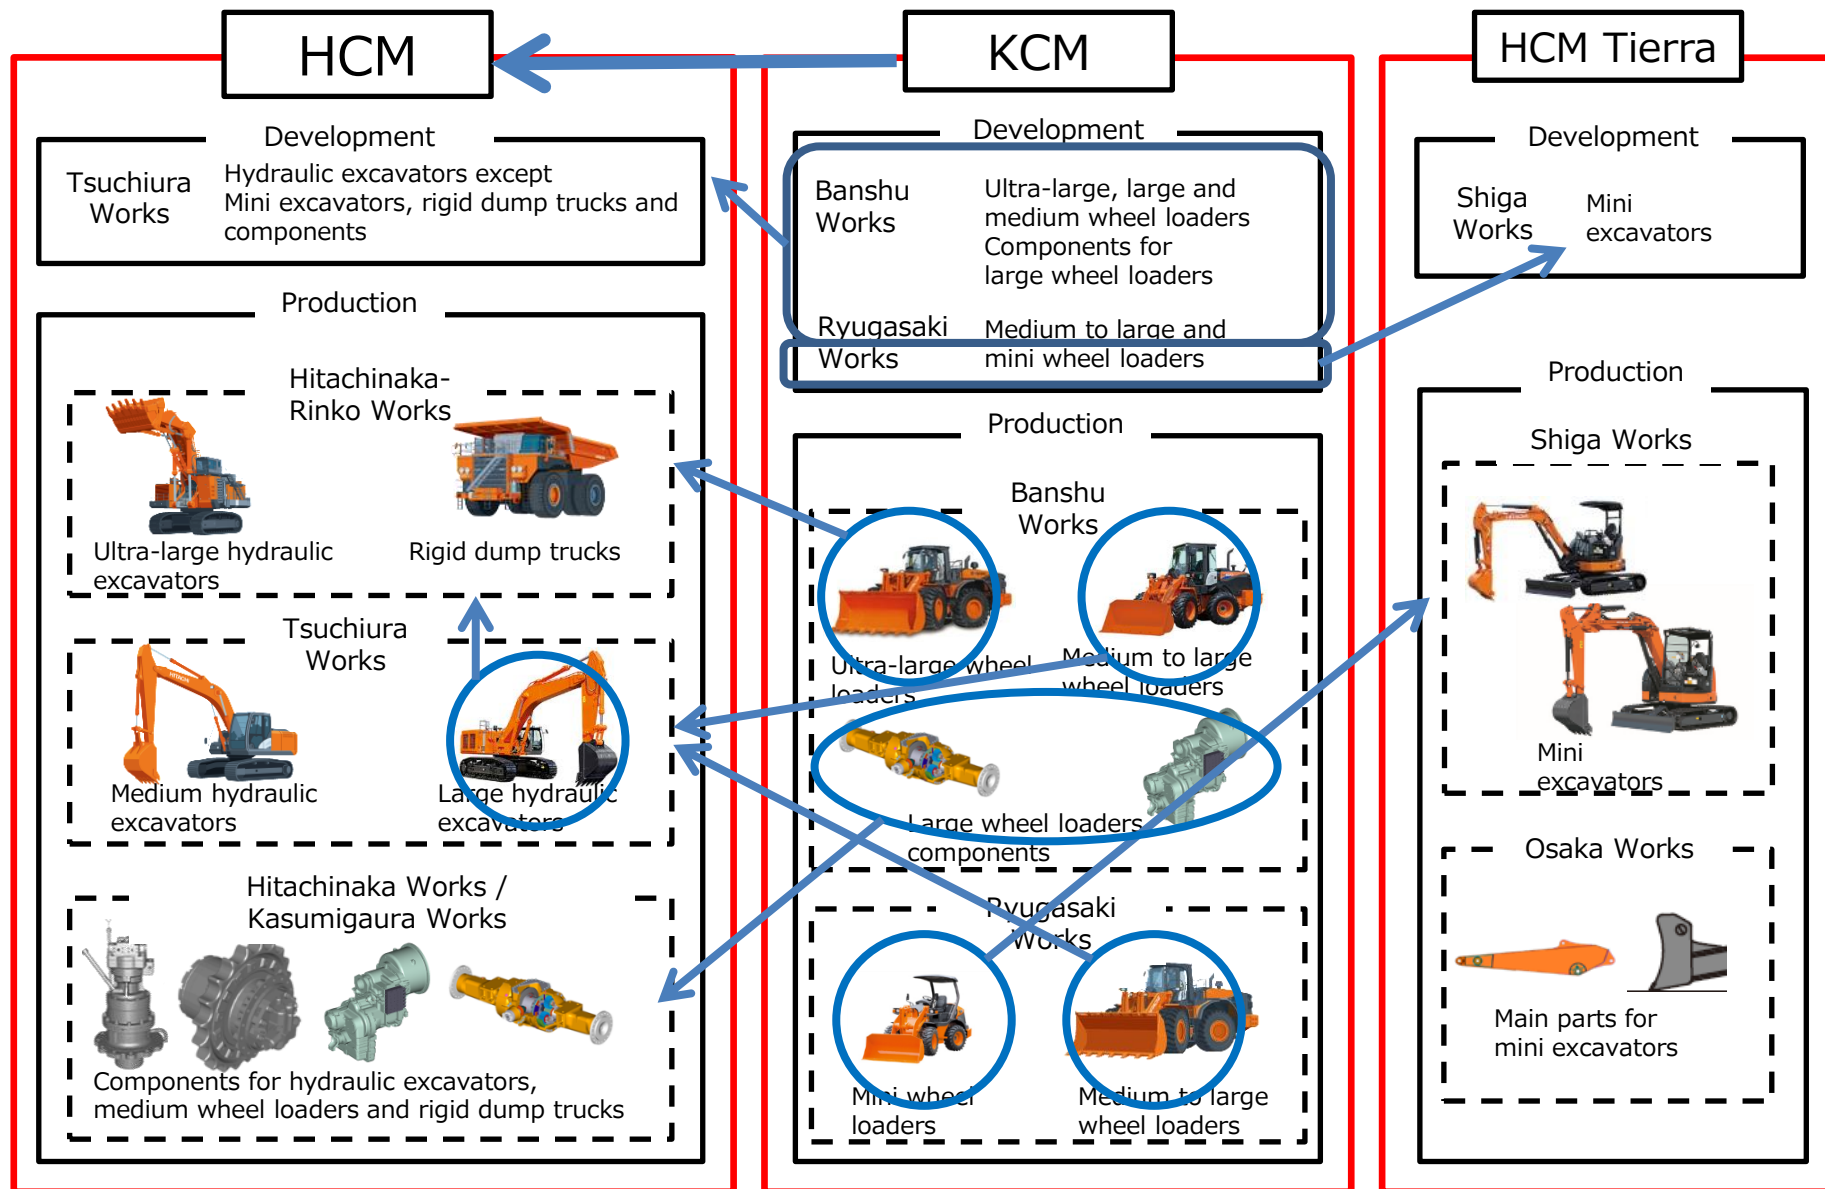 HCM
Development
Tsuchiura
Works
Hydraulic excavators except
Mini excavators, rigid dump trucks and
components
Production
Hitachinaka-
Rinko Works
Ultra-large hydraulic
excavators
Rigid dump trucks
Tsuchiura
Works
HITACHI
Medium hydraulic
excavators
Large hydraulic
excavators
Hitachinaka Works /
Kasumigaura Works
Components for hydraulic excavators,
medium wheel loaders and rigid dump trucks
KCM
Development
Banshu
Works
Ultra-large, large and
medium wheel loaders
Components for
large wheel loaders
Ryugasaki
Works
Medium to large and
mini wheel loaders
Production
Banshu
Works
Ultra-large wheel
loaders
Medium to large
wheel loaders
Large wheel loaders
components
Ryugasaki
Works
Mini wheel
loaders
Medium to large
wheel loaders
HCM Tierra
Development
Shiga
Works
Mini
excavators
Production
Shiga Works
Mini
excavators
Osaka Works
Main parts for
mini excavators